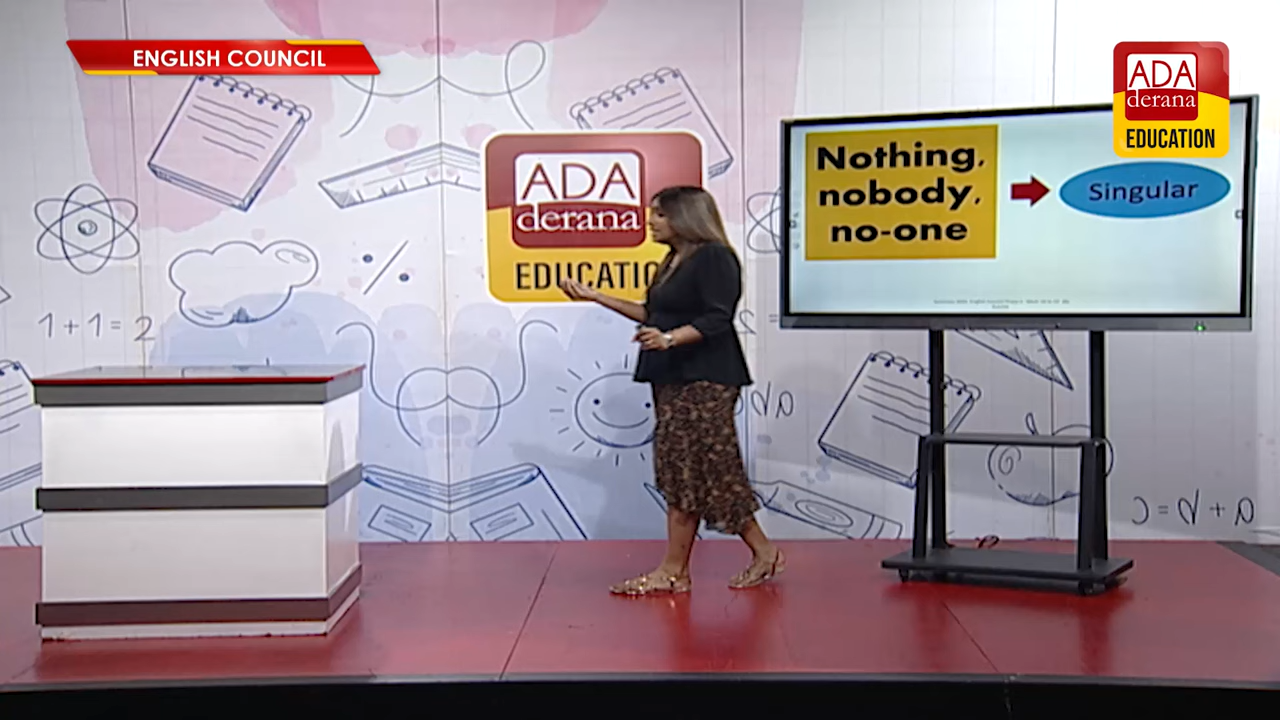 ENGLISH COUNCIL
ADA
derana
EDUCATION
ADA
derana
EDUCATIO
Nothing,
nobody,
no-one
Singular
1+1=2